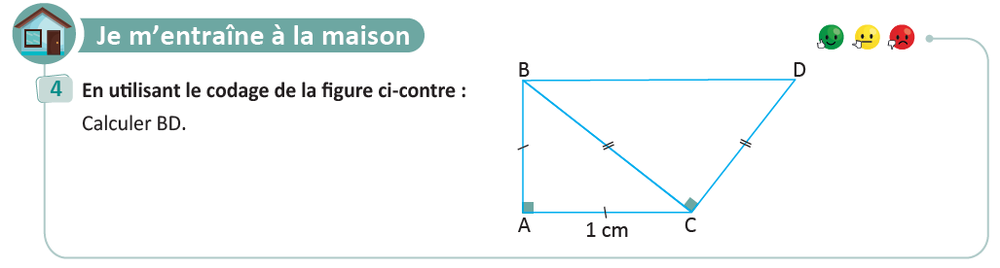 Je m'entraîne à la maison
4 En utilisant le codage de la figure ci-contre :
Calculer BD.
B
D
A
1 cm
C